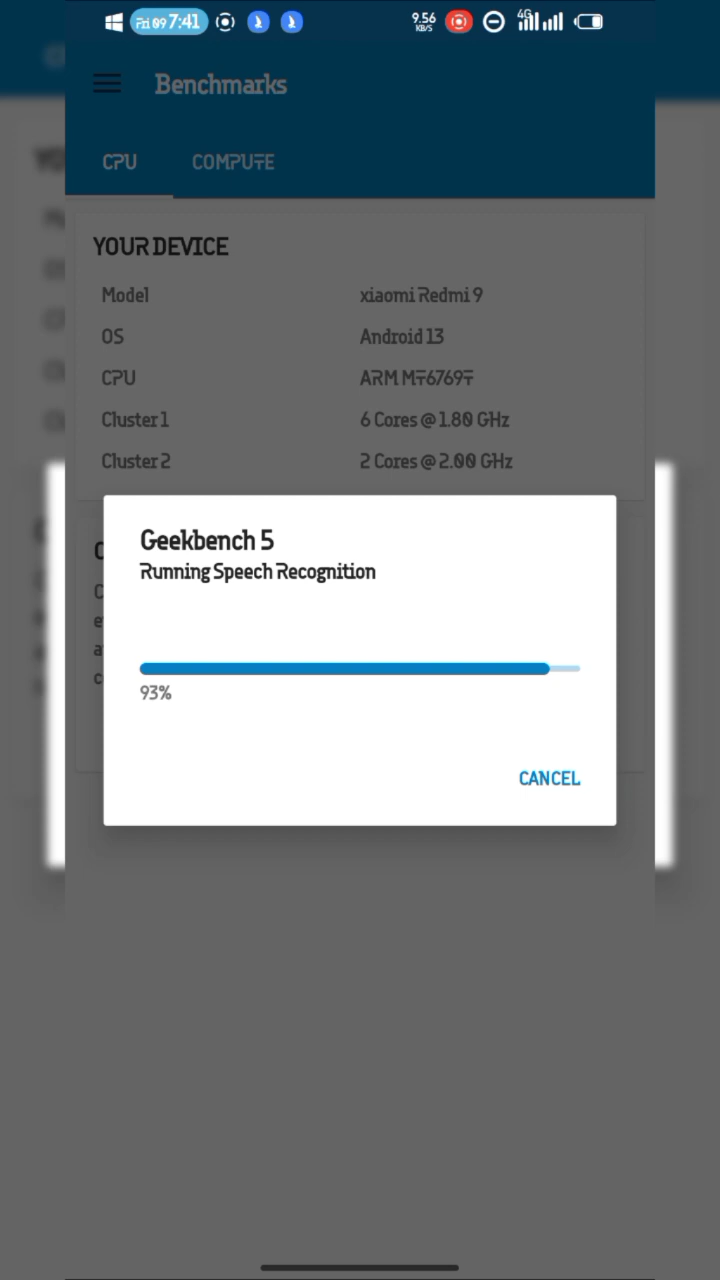 Fri 09 7:41
9.56
KB/S
4G
Benchmarks
CPU COMPUTE
YOUR DEVICE
Model xiaomi Redmi 9
OS Android 13
CPU ARM MT6769T
Cluster 1 6 Cores @ 1.80 GHz
Cluster 2 2 Cores @ 2.00 GHz
Geekbench 5
Running Speech Recognition
93%
CANCEL